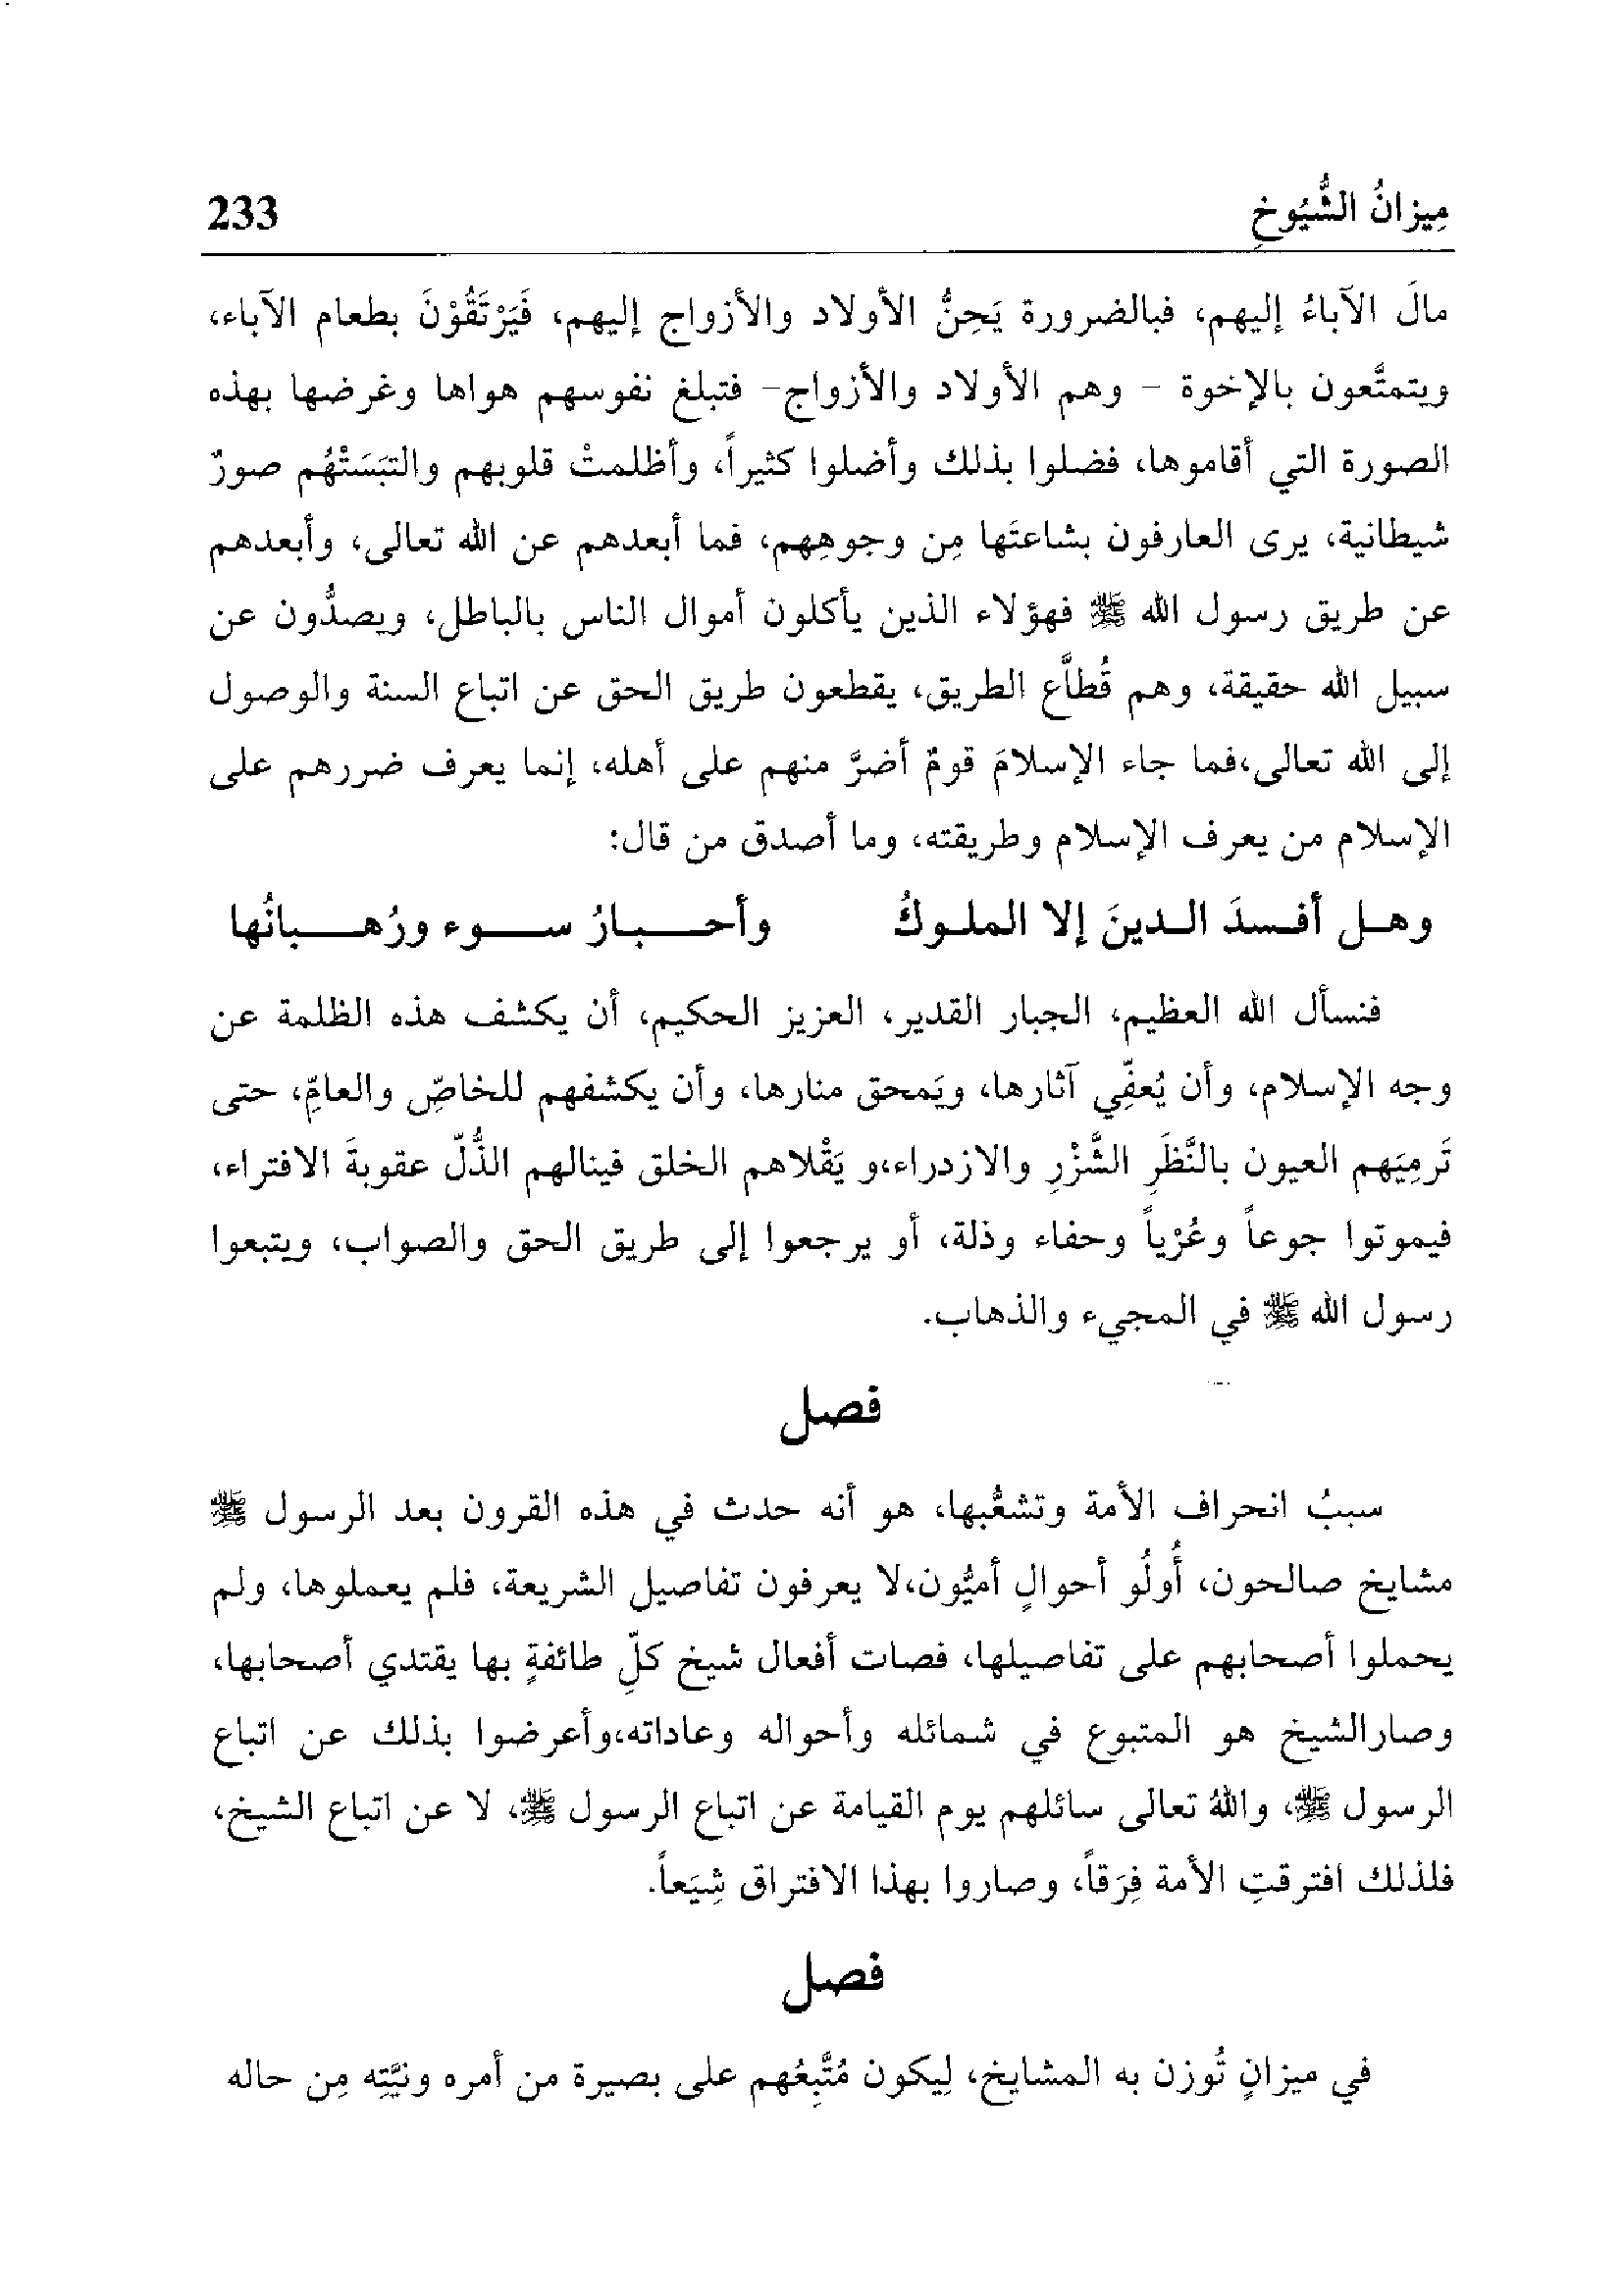 ميزانُ الشُّيُوخِ 233
مالَ الآباءُ إليهم، فبالضرورة يَحِنُّ الأولاد والأزواج إليهم، فَيَرْتَقُوْنَ بطعام الآباء،
ويتمتَّعون بالإخوة - وهم الأولاد والأزواج- فتبلغ نفوسهم هواها وغرضها بهذه
الصورة التي أقاموها، فضلوا بذلك وأضلوا كثيراً، وأظلمتْ قلوبهم والتبَسَتْهُم صورٌ
شيطانية، يرى العارفون بشاعتَها مِن وجوهِهم، فما أبعدهم عن الله تعالى، وأبعدهم
عن طريق رسول الله ﷺ فهؤلاء الذين يأكلون أموال الناس بالباطل، ويصدُّون عن
سبيل الله حقيقة، وهم قُطاَّع الطريق، يقطعون طريق الحق عن اتباع السنة والوصول
إلى الله تعالى،فما جاء الإسلامَ قومٌ أضرَّ منهم على أهله، إنما يعرف ضررهم على
الإسلام من يعرف الإسلام وطريقته، وما أصدق من قال:
وهـل أفـسدَ الـدينَ إلا الملـوكُ وأحـــبـارُ ســـوء ورُهـــبانُها
فنسأل الله العظيم، الجبار القدير، العزيز الحكيم، أن يكشف هذه الظلمة عن
وجه الإسلام، وأن يُعفِّي آثارها، ويَمحق منارها، وأن يكشفهم للخاصِّ والعامِّ، حتى
تَرمِيَهم العيون بالنَّظَرِ الشَّزْرِ والازدراء،و يَقْلاهم الخلق فينالهم الذُّلّ عقوبةَ الافتراء،
فيموتوا جوعاً وعُرْياً وحفاء وذلة، أو يرجعوا إلى طريق الحق والصواب، ويتبعوا
رسول الله ﷺ في المجيء والذهاب.
فصل
سببُ انحراف الأمة وتشعُّبها، هو أنه حدث في هذه القرون بعد الرسول ﷺ
مشايخ صالحون، أُولُو أحوالٍ أميُّون،لا يعرفون تفاصيل الشريعة، فلم يعملوها، ولم
يحملوا أصحابهم على تفاصيلها، فصات أفعال شيخ كلِّ طائفةٍ بها يقتدي أصحابها،
وصارالشيخ هو المتبوع في شمائله وأحواله وعاداته،وأعرضوا بذلك عن اتباع
الرسول ﷺ، واللهُ تعالى سائلهم يوم القيامة عن اتباع الرسول ﷺ، لا عن اتباع الشيخ،
فلذلك افترقتِ الأمة فِرَقاً، وصاروا بهذا الافتراق شِيَعاً.
فصل
في ميزانٍ تُوزن به المشايخ، لِيكون مُتَّبِعُهم على بصيرة من أمره ونيَّتِه مِن حاله